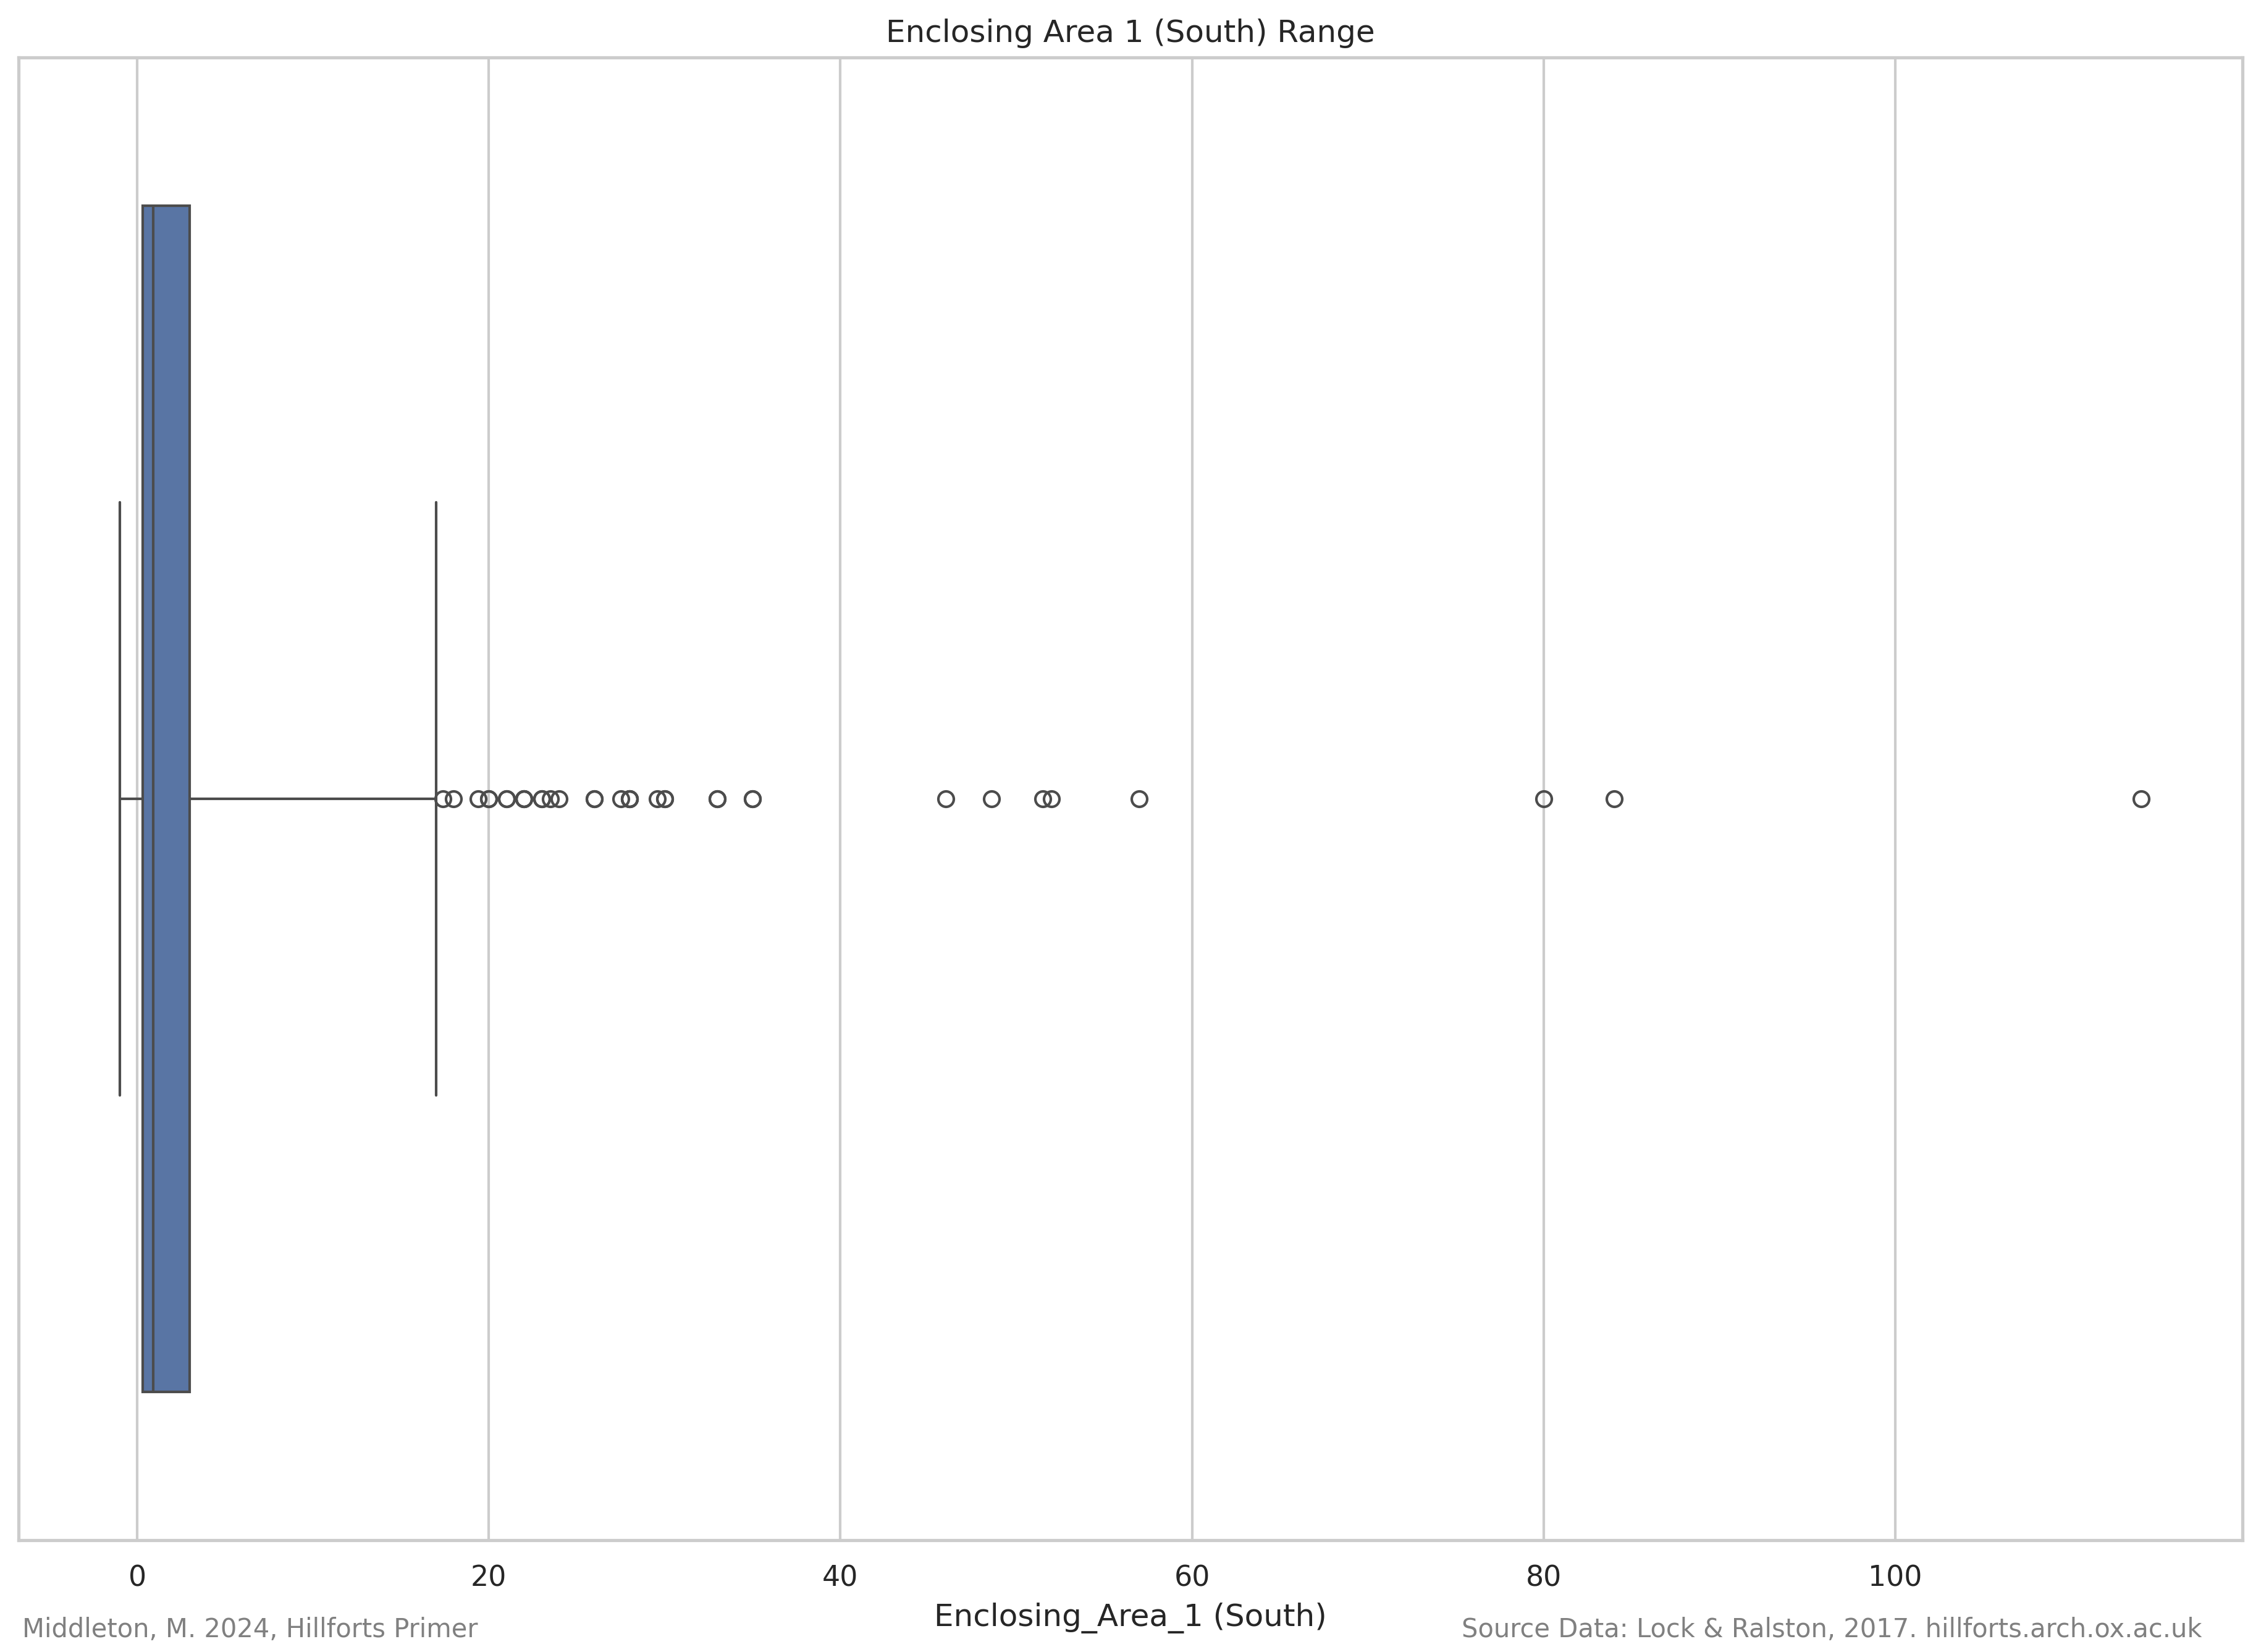 Enclosing Area 1 (South) Range
0 20 40 60 80 100
Enclosing_Area_1 (South)
Middleton, M. 2024, Hillforts Primer
Source Data: Lock & Ralston, 2017. hillforts.arch.ox.ac.uk